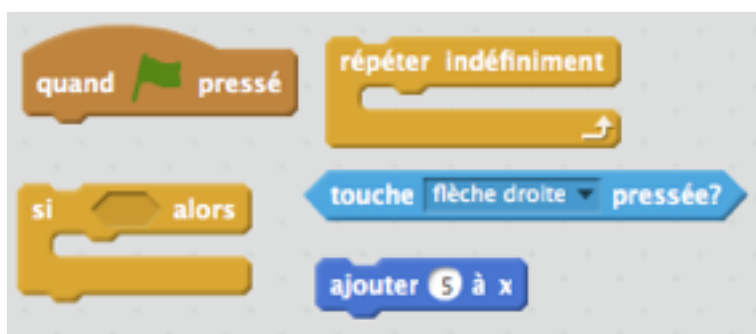 quand pressé
répéter indéfiniment
si alors
touche flèche droite pressée?
ajouter 5 à x